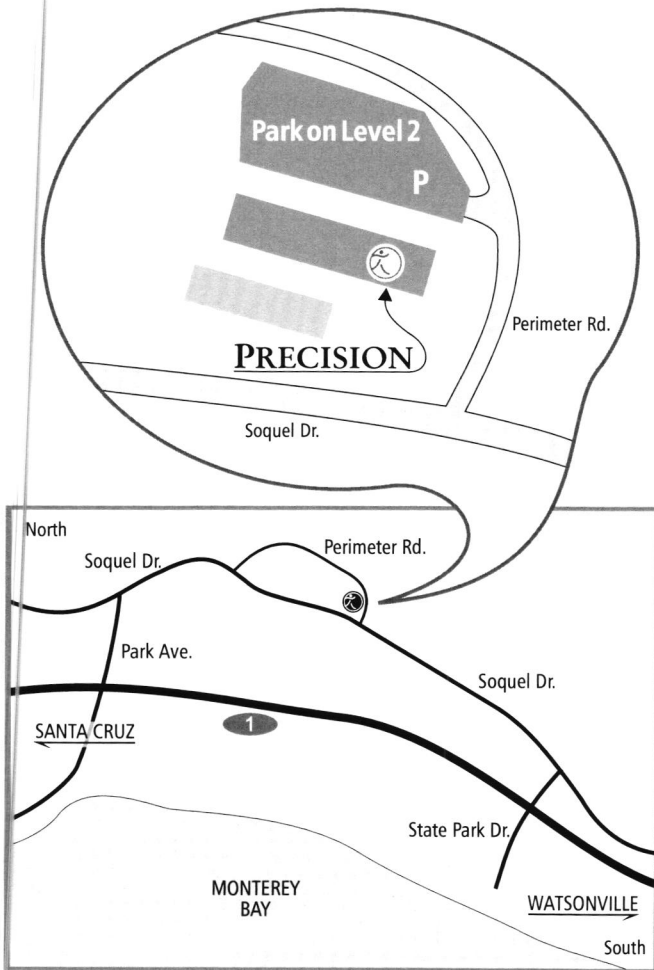 Park on Level 2
P
Perimeter Rd.
PRECISION
Soquel Dr.
North
Soquel Dr.
Perimeter Rd.
Park Ave.
Soquel Dr.
SANTA CRUZ
1
State Park Dr.
MONTEREY
BAY
WATSONVILLE
South